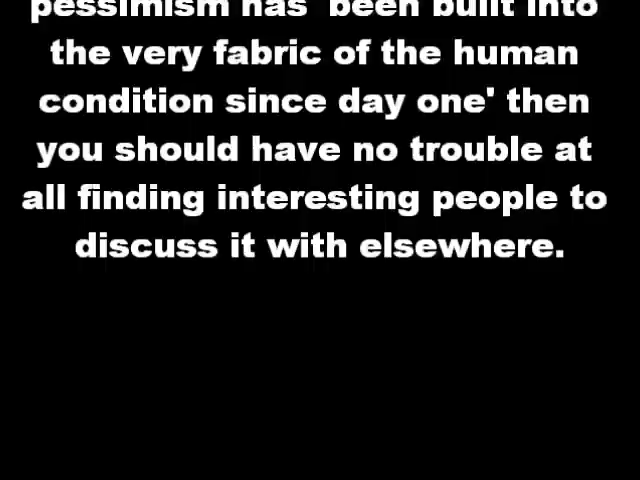 pessimism has 'been built into
the very fabric of the human
condition since day one' then
you should have no trouble at
all finding interesting people to
discuss it with elsewhere.